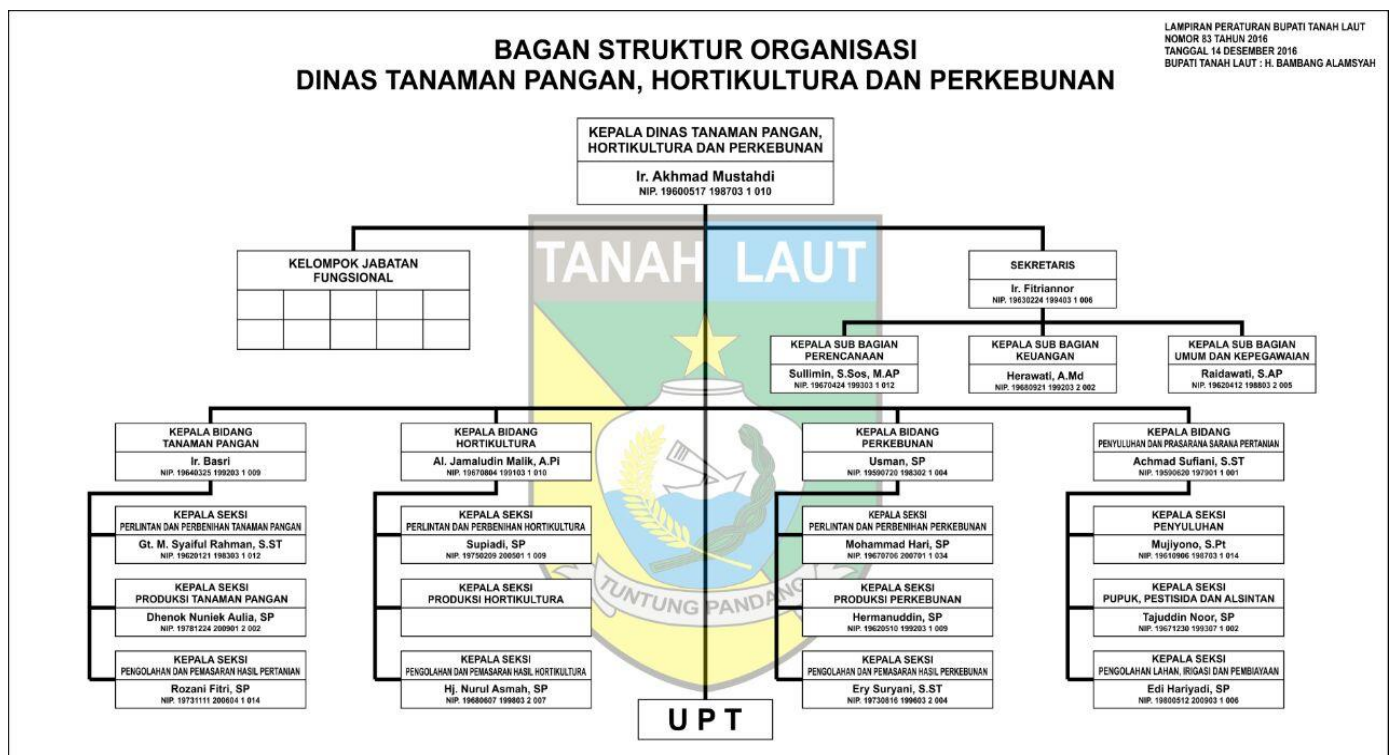 LAMPIRAN PERATURAN BUPATI TANAH LAUT
NOMOR 83 TAHUN 2016
TANGGAL 14 DESEMBER 2016
BUPATI TANAH LAUT : H. BAMBANG ALAMSYAH
BAGAN STRUKTUR ORGANISASI
DINAS TANAMAN PANGAN, HORTIKULTURA DAN PERKEBUNAN
KEPALA DINAS TANAMAN PANGAN,
HORTIKULTURA DAN PERKEBUNAN
Ir. Akhmad Mustahdi
NIP. 19600517 198703 1 010
TANAH LAUT
KELOMPOK JABATAN
FUNGSIONAL
SEKRETARIS
Ir. Fitriannor
NIP. 19630224 199403 1 006
KEPALA SUB BAGIAN
PERENCANAAN
Sullimin, S.Sos, M.AP
NIP. 19670424 199303 1 012
KEPALA SUB BAGIAN
KEUANGAN
Herawati, A.Md
NIP. 19680921 199203 2 002
KEPALA SUB BAGIAN
UMUM DAN KEPEGAWAIAN
Raidawati, S.AP
NIP. 19620412 198803 2 005
KEPALA BIDANG
TANAMAN PANGAN
Ir. Basri
NIP. 19640325 199203 1 009
KEPALA SEKSI
PERLINTAN DAN PERBENIHAN TANAMAN PANGAN
Gt. M. Syaiful Rahman, S.ST
NIP. 19620121 198303 1 012
KEPALA SEKSI
PRODUKSI TANAMAN PANGAN
Dhenok Nuniek Aulia, SP
NIP. 19781224 200901 2 002
KEPALA SEKSI
PENGOLAHAN DAN PEMASARAN HASIL PERTANIAN
Rozani Fitri, SP
NIP. 19731111 200604 1 014
KEPALA BIDANG
HORTIKULTURA
Al. Jamaludin Malik, A.Pi
NIP. 19670804 199103 1 010
KEPALA SEKSI
PERLINTAN DAN PERBENIHAN HORTIKULTURA
Supiadi, SP
NIP. 19750209 200501 1 009
KEPALA SEKSI
PRODUKSI HORTIKULTURA
KEPALA SEKSI
PENGOLAHAN DAN PEMASARAN HASIL HORTIKULTURA
Hj. Nurul Asmah, SP
NIP. 19680607 199803 2 007
KEPALA BIDANG
PERKEBUNAN
Usman, SP
NIP. 19590720 198302 1 004
KEPALA SEKSI
PERLINTAN DAN PERBENIHAN PERKEBUNAN
Mohammad Hari, SP
NIP. 19670706 200701 1 034
KEPALA SEKSI
PRODUKSI PERKEBUNAN
Hermanuddin, SP
NIP. 19620510 199203 1 009
KEPALA SEKSI
PENGOLAHAN DAN PEMASARAN HASIL PERKEBUNAN
Ery Suryani, S.ST
NIP. 19730816 199603 2 004
KEPALA BIDANG
PENYULUHAN DAN PRASARANA SARANA PERTANIAN
Achmad Sufiani, S.ST
NIP. 19590620 197901 1 001
KEPALA SEKSI
PENYULUHAN
Mujiyono, S.Pt
NIP. 19610906 198703 1 014
KEPALA SEKSI
PUPUK, PESTISIDA DAN ALSINTAN
Tajuddin Noor, SP
NIP. 19671230 199307 1 002
KEPALA SEKSI
PENGOLAHAN LAHAN, IRIGASI DAN PEMBIAYAAN
Edi Hariyadi, SP
NIP. 19800512 200903 1 006
TUNTUNG PANDANG
U P T